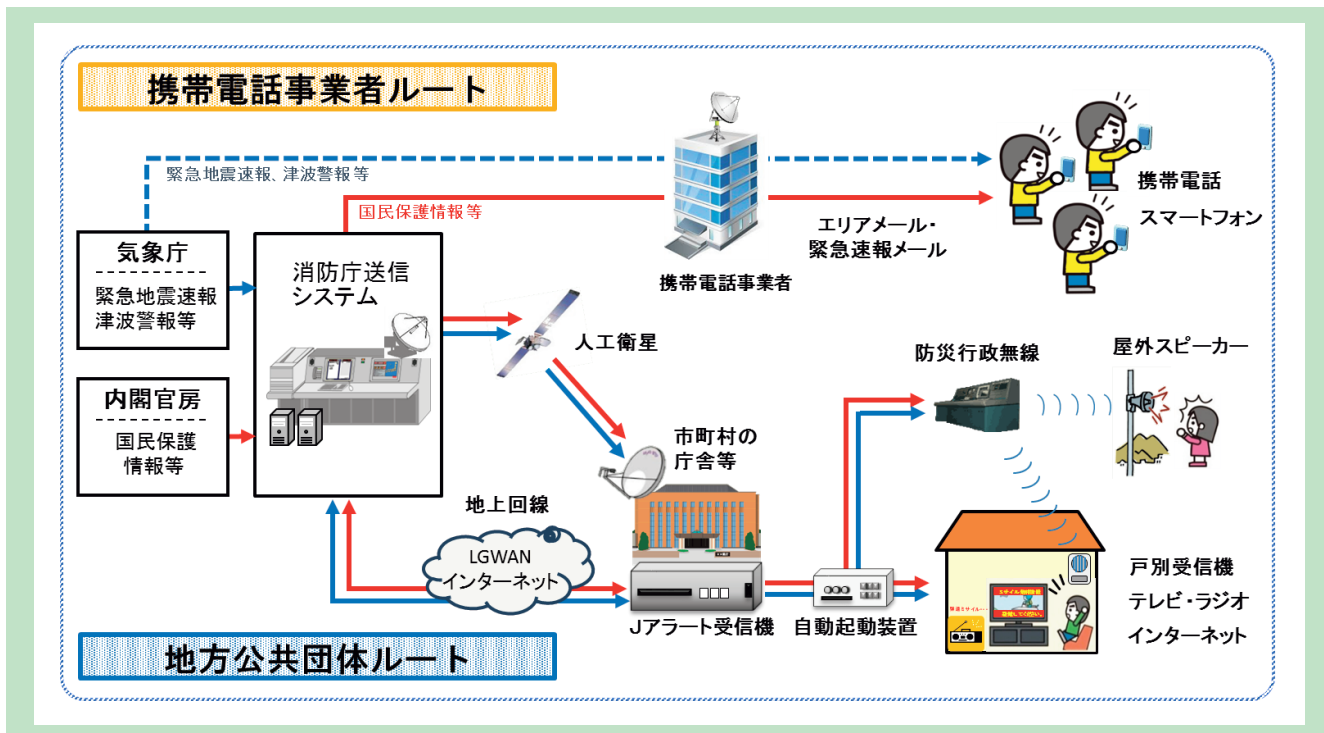 携帯電話事業者ルート
緊急地震速報、津波警報等
国民保護情報等
携帯電話
スマートフォン
エリアメール・
緊急速報メール
携帯電話事業者
気象庁
緊急地震速報
津波警報等
消防庁送信
システム
人工衛星
内閣官房
国民保護
情報等
防災行政無線
屋外スピーカー
市町村の
庁舎等
地上回線
LGWAN
インターネット
Jアラート受信機
自動起動装置
戸別受信機
テレビ・ラジオ
インターネット
地方公共団体ルート